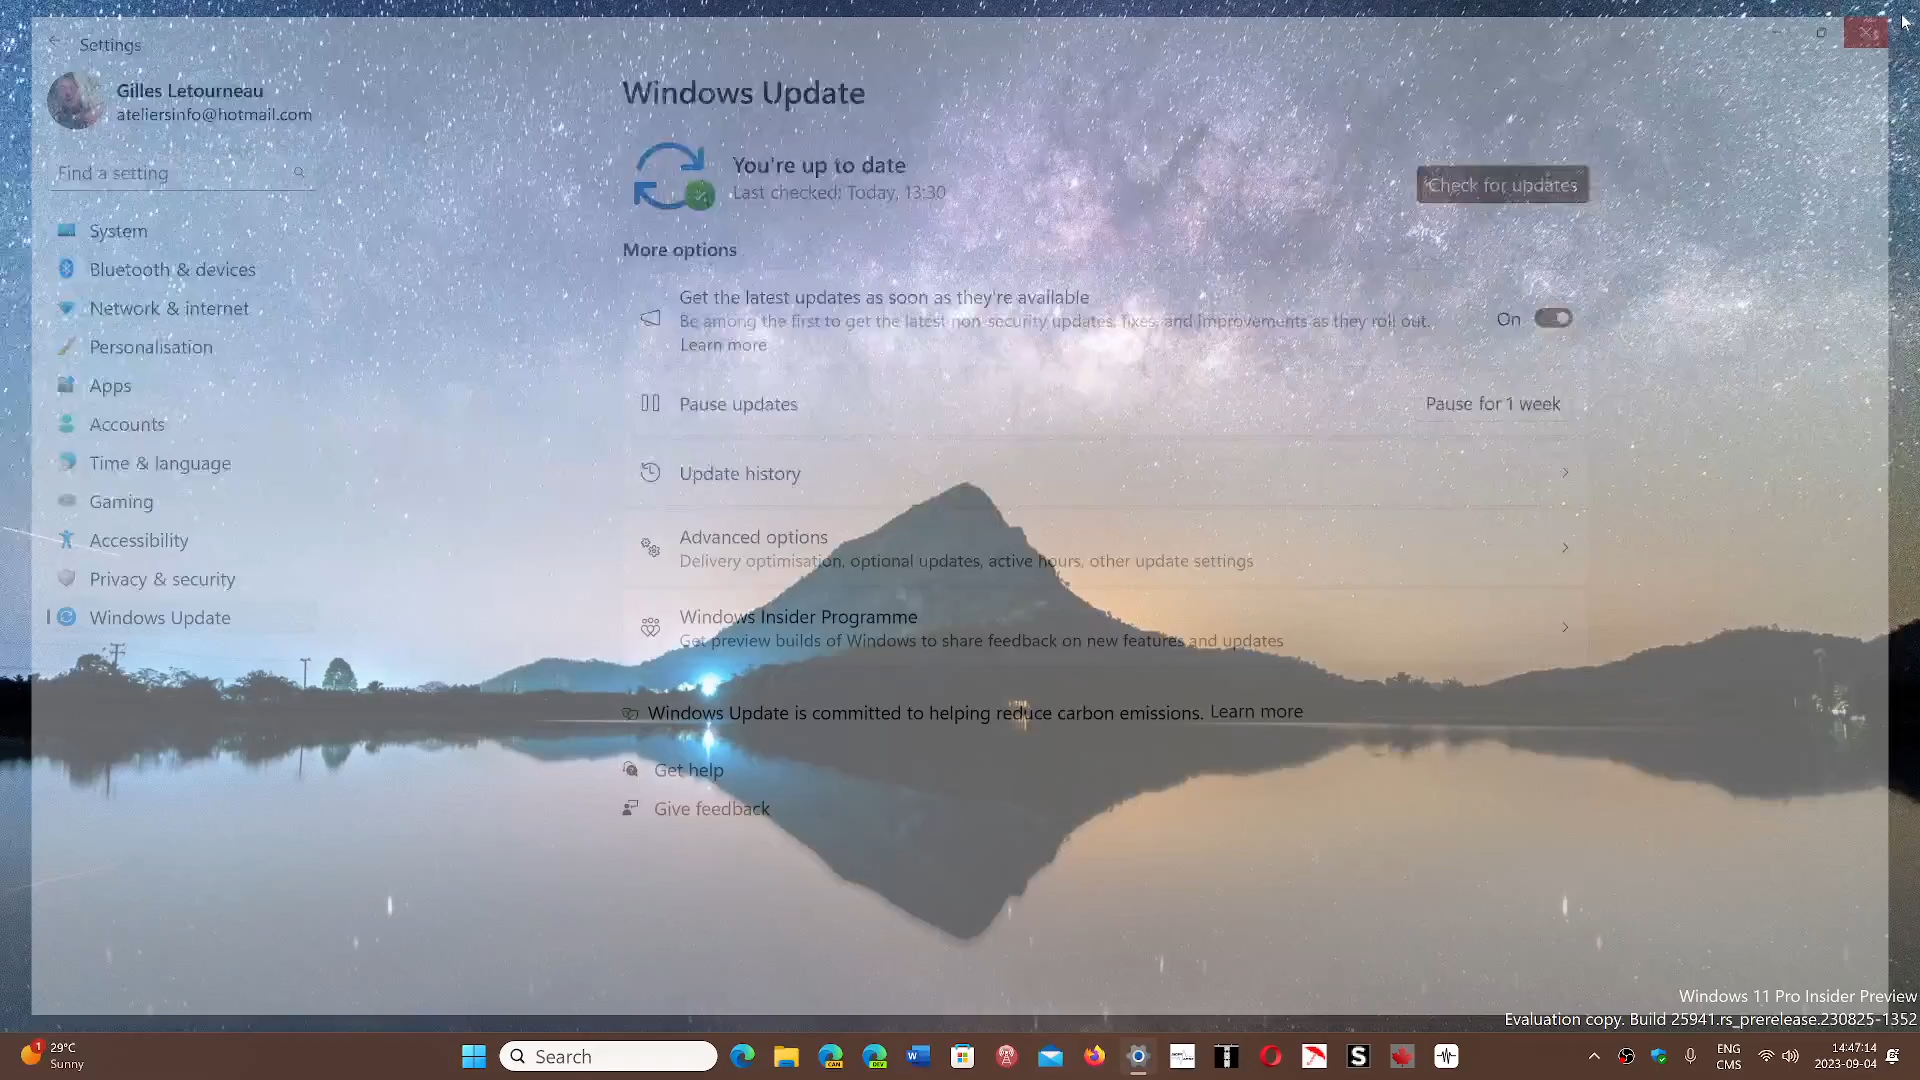 Settings
Gilles Letourneau
ateliersinfo@hotmail.com
Find a setting
System
Bluetooth & devices
Network & internet
Personalisation
Apps
Accounts
Time & language
Gaming
Accessibility
Privacy & security
Windows Update
Windows Update
You're up to date
Last checked: Today, 13:30
Check for updates
More options
Get the latest updates as soon as they're available
Be among the first to get the latest non-security updates, fixes, and improvements as they roll out.
Learn more
On
Pause updates
Pause for 1 week
Update history
Advanced options
Delivery optimisation, optional updates, active hours, other update settings
Windows Insider Programme
Get preview builds of Windows to share feedback on new features and updates
Windows Update is committed to helping reduce carbon emissions. Learn more
Get help
Give feedback
Windows 11 Pro Insider Preview
Evaluation copy. Build 25941.rs_prerelease.230825-1352
1
29°C
Sunny
Search
CAN
DEV
W
S
ENG
CMS
14:47:14
2023-09-04